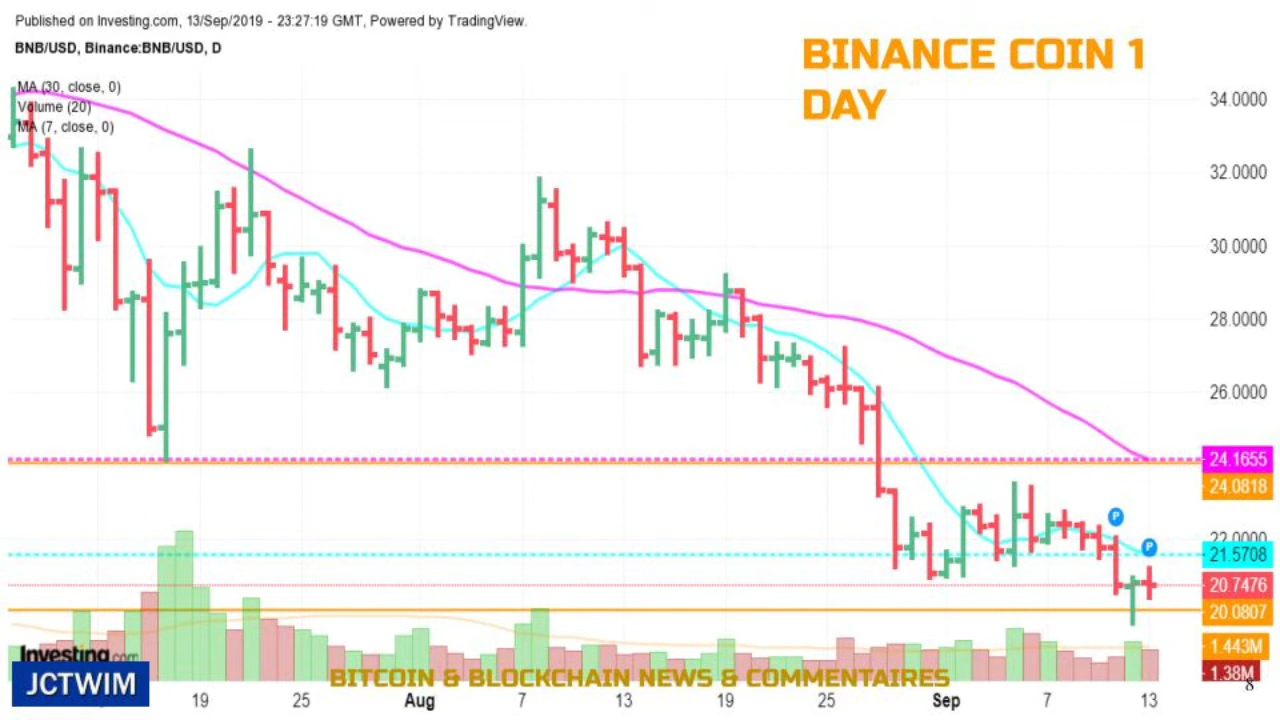 Published on Investing.com, 13/Sep/2019 - 23:27:19 GMT, Powered by TradingView.
BNB/USD, Binance:BNB/USD, D
BINANCE COIN 1
DAY
MA (30, close, 0)
Volume (20)
MA (7, close, 0)
34.0000
32.0000
30.0000
28.0000
26.0000
24.1655
24.0818
22.0000
21.5708
20.7476
20.0807
1.443M
1.38M
P
P
Investing.com
JCTWIM
BITCOIN & BLOCKCHAIN NEWS & COMMENTAIRES
8
19
25
Aug
7
13
19
25
Sep
7
13